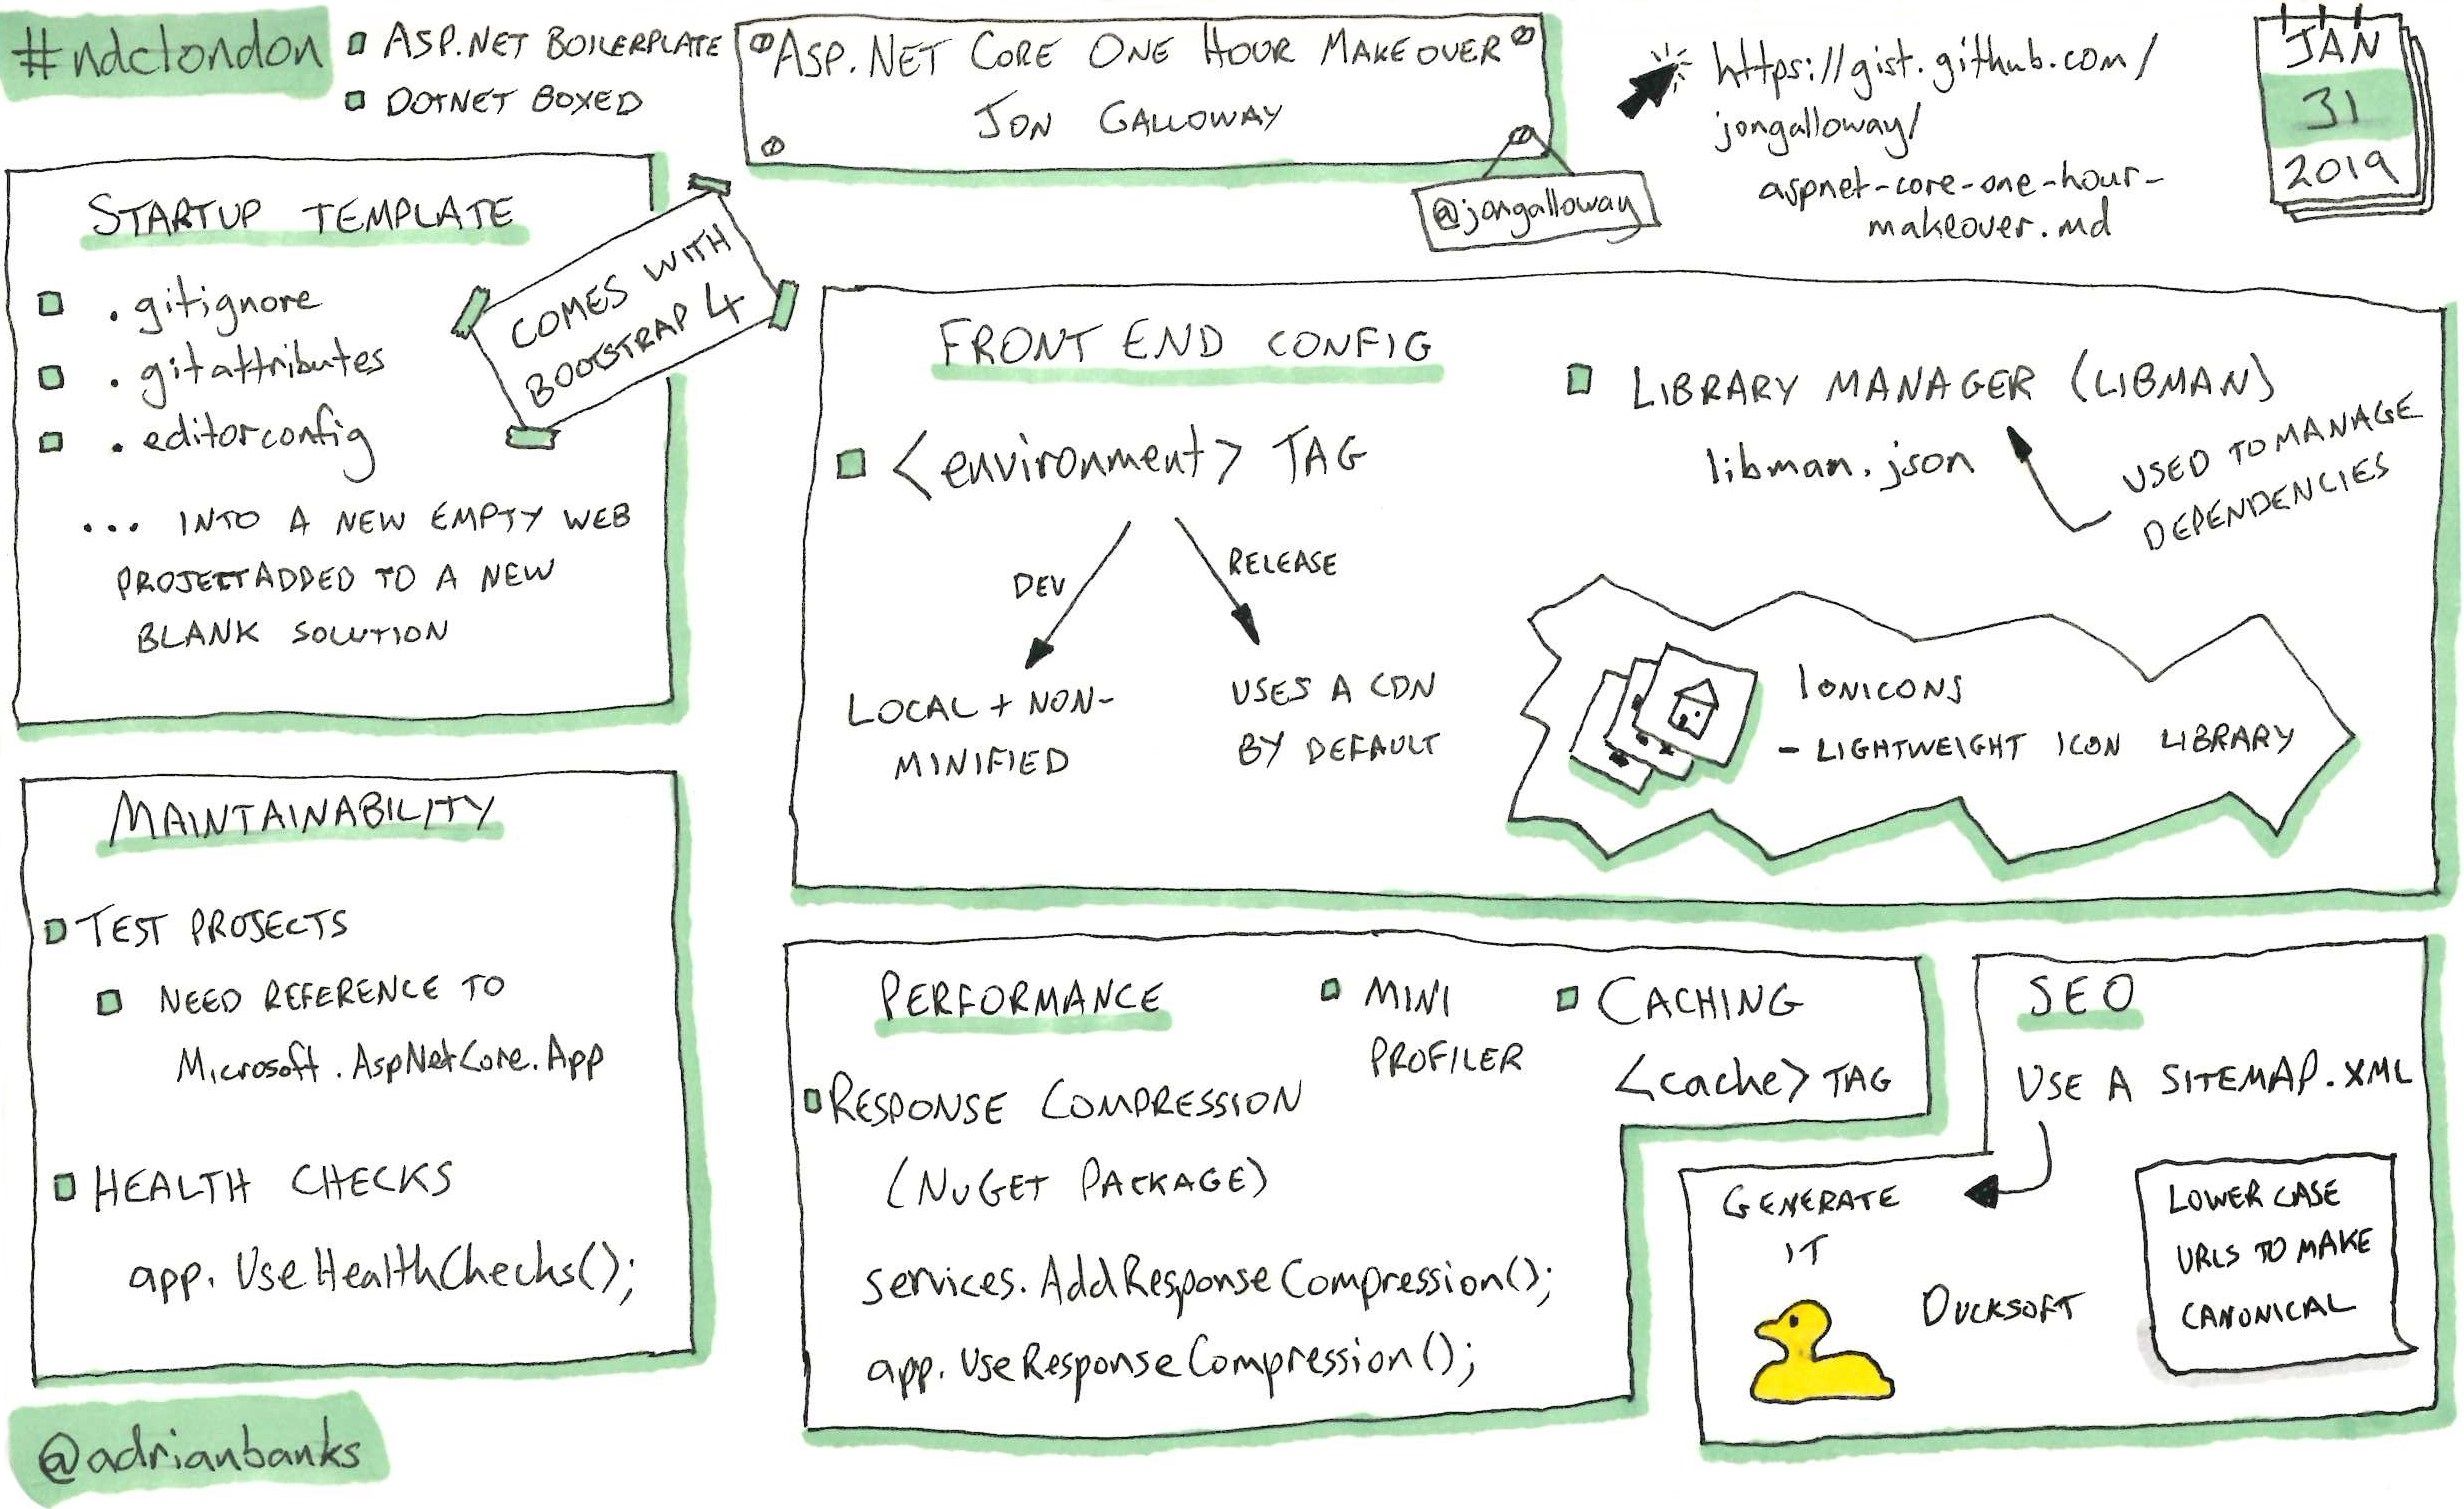 #ndclondon
ASP.NET BOILERPLATE
DOTNET BOXED
ASP.NET CORE ONE HOUR MAKEOVER
JON GALLOWAY
@jongalloway
https://gist.github.com/
jongalloway/
aspnet-core-one-hour-
makeover.md
JAN
31
2019
STARTUP TEMPLATE
.gitignore
.gitattributes
.editorconfig
... INTO A NEW EMPTY WEB
PROJECT ADDED TO A NEW
BLANK SOLUTION
COMES WITH
BOOTSTRAP 4
FRONT END CONFIG
<environment> TAG
DEV
RELEASE
LOCAL + NON-
MINIFIED
USES A CDN
BY DEFAULT
LIBRARY MANAGER (LIBMAN)
libman.json
USED TO MANAGE
DEPENDENCIES
IONICONS
- LIGHTWEIGHT ICON LIBRARY
MAINTAINABILITY
TEST PROJECTS
NEED REFERENCE TO
Microsoft.AspNetCore.App
HEALTH CHECKS
app.UseHealthChecks();
PERFORMANCE
MINI
PROFILER
CACHING
<cache> TAG
RESPONSE COMPRESSION
(NUGET PACKAGE)
services.AddResponseCompression();
app.UseResponseCompression();
SEO
USE A SITEMAP.XML
GENERATE
IT
DUCKSOFT
LOWER CASE
URLS TO MAKE
CANONICAL
@adrianbanks